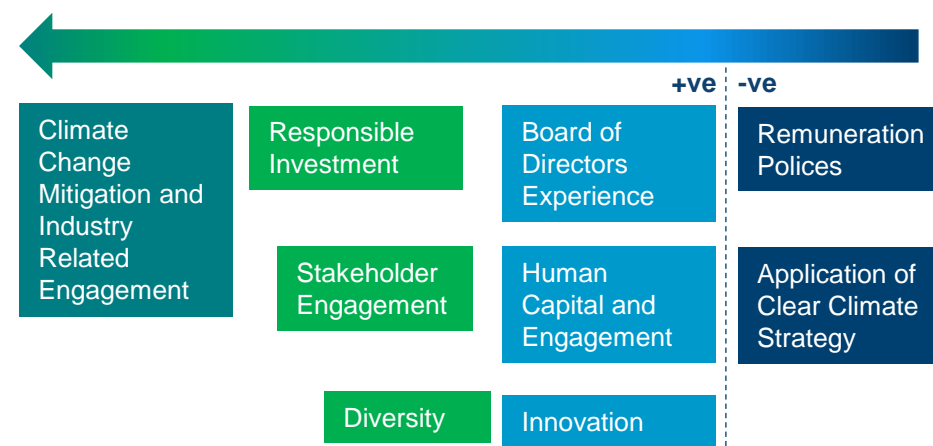 +ve
-ve
Climate
Change
Mitigation and
Industry
Related
Engagement
Responsible
Investment
Board of
Directors
Experience
Remuneration
Polices
Stakeholder
Engagement
Human
Capital and
Engagement
Application of
Clear Climate
Strategy
Diversity
Innovation